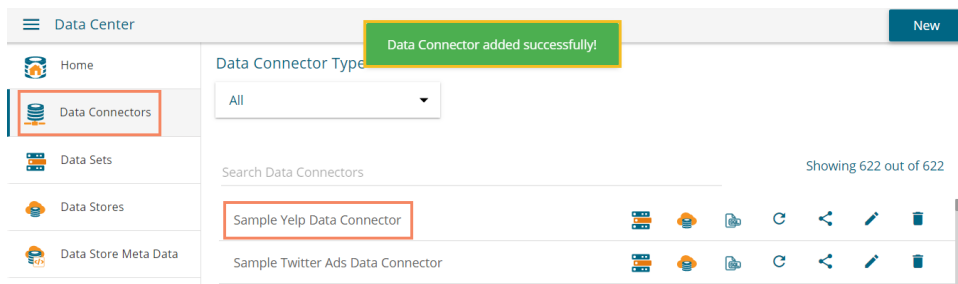 Data Center
Data Connector added successfully!
New
Home
Data Connector Type
All
Data Connectors
Data Sets
Search Data Connectors
Showing 622 out of 622
Data Stores
Sample Yelp Data Connector
Data Store Meta Data
Sample Twitter Ads Data Connector